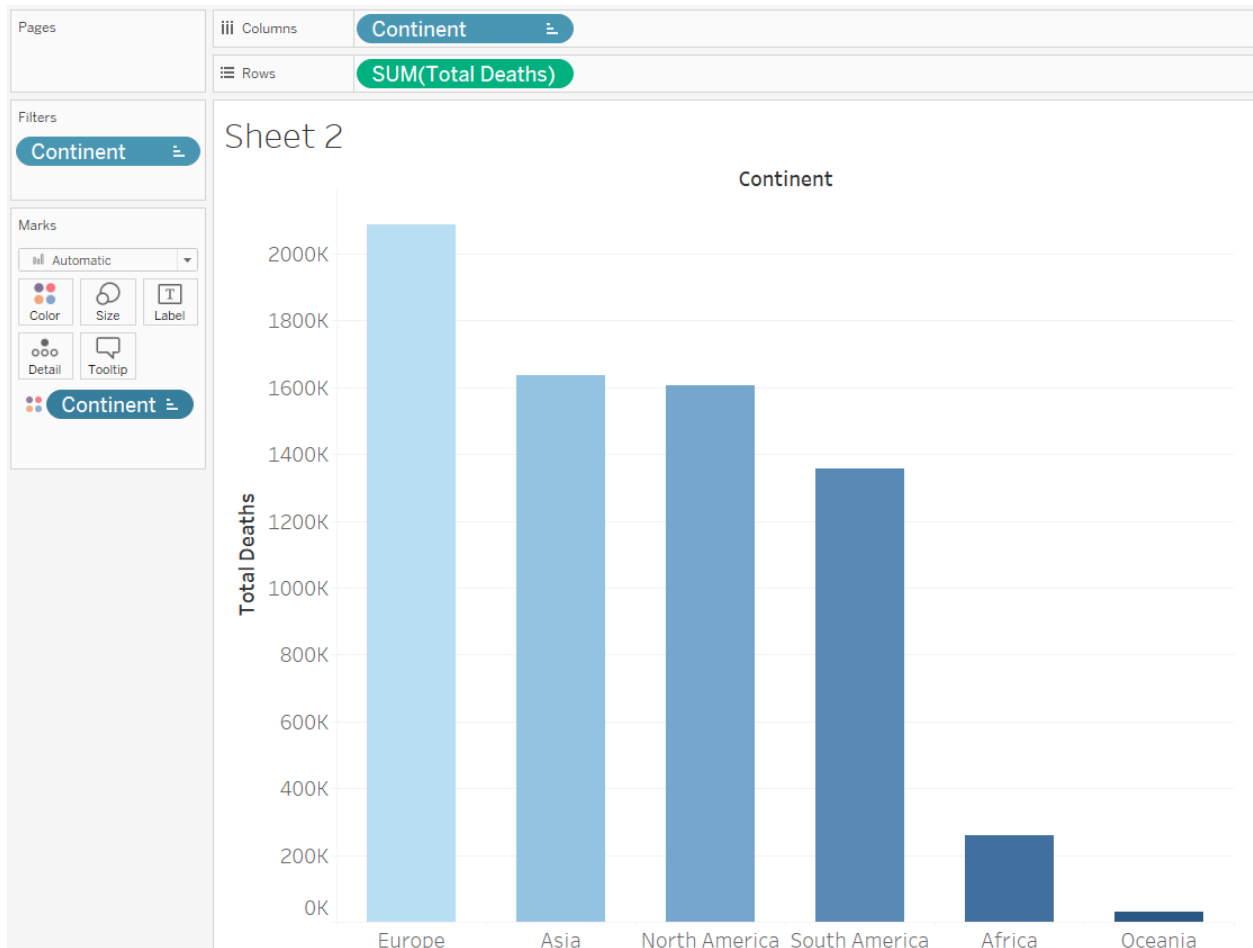 Pages
Columns
Continent
Rows
SUM(Total Deaths)
Filters
Continent
Marks
Automatic
Color
Size
T
Label
Detail
Tooltip
Continent
Sheet 2
Continent
Total Deaths
2000K
1800K
1600K
1400K
1200K
1000K
800K
600K
400K
200K
0K
Europe Asia North America South America Africa Oceania